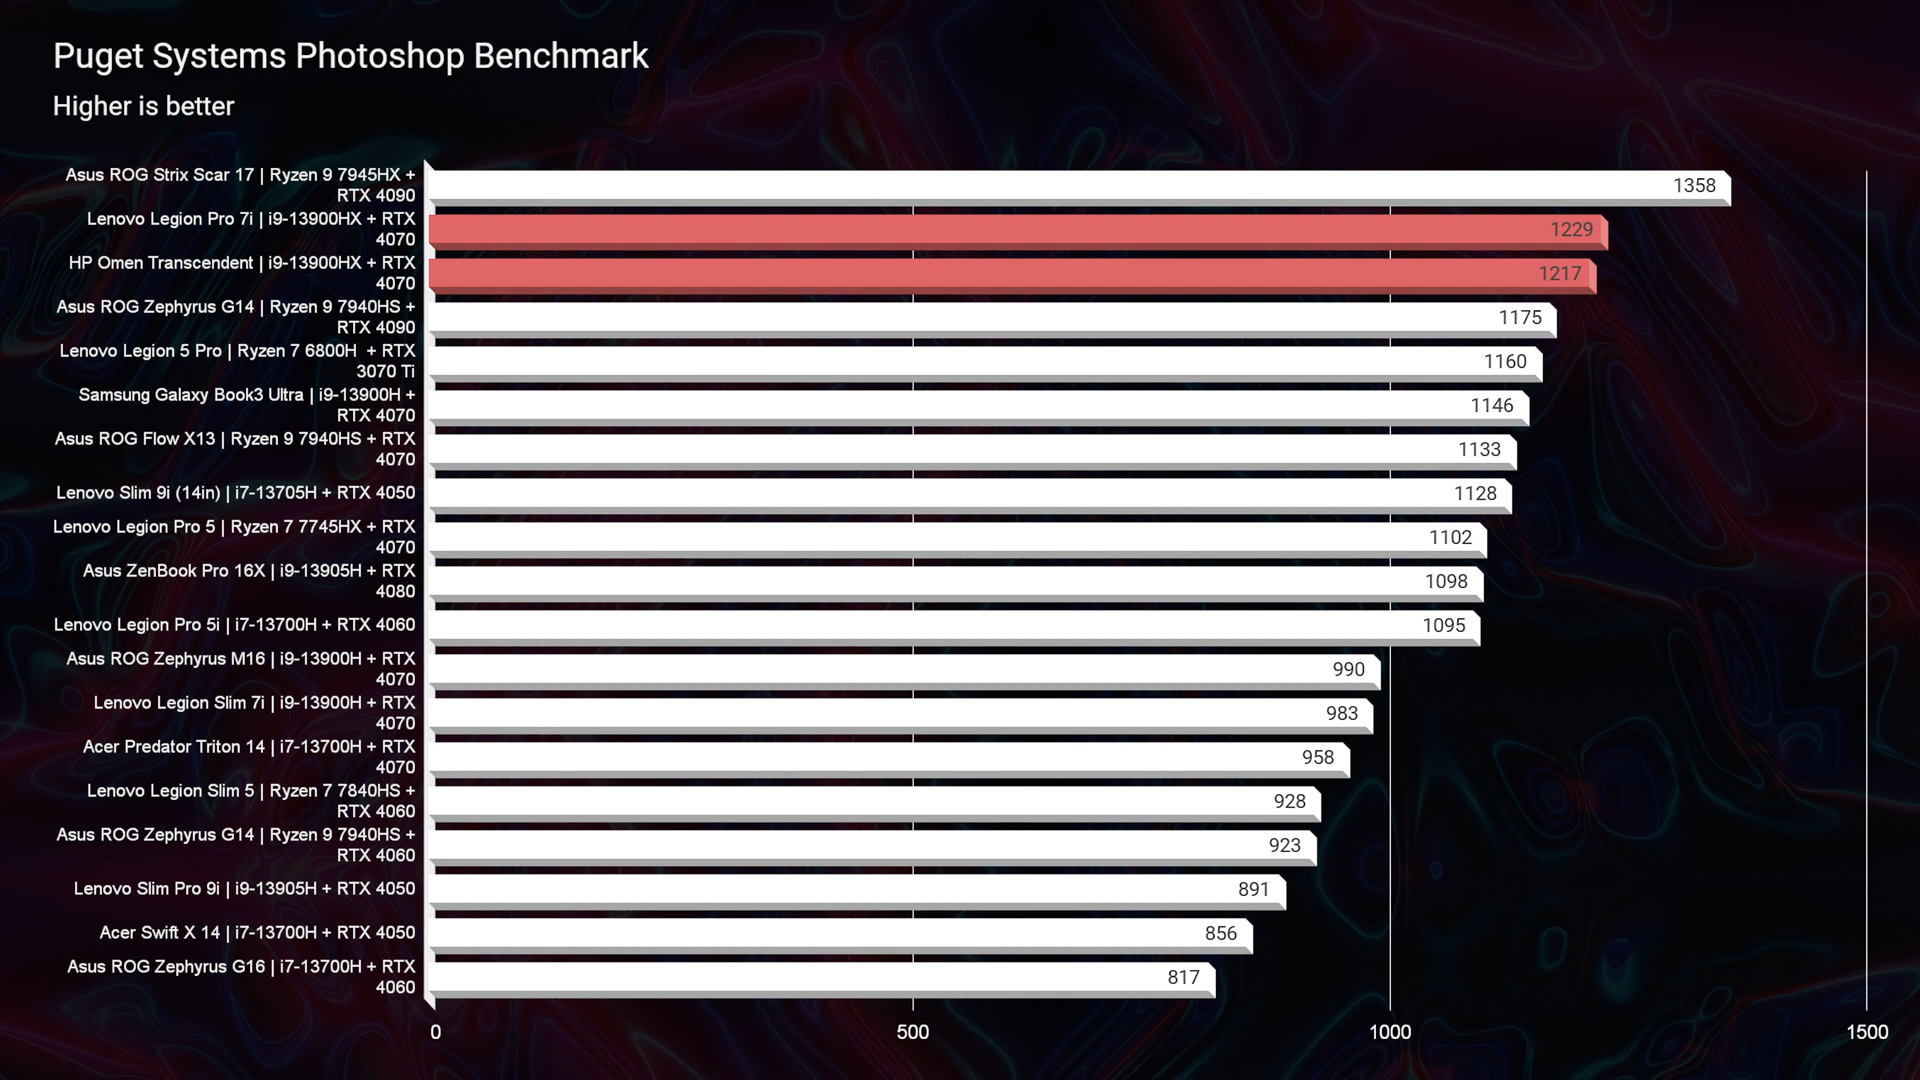 Puget Systems Photoshop Benchmark
Higher is better
Asus ROG Strix Scar 17 | Ryzen 9 7945HX +
RTX 4090
1358
Lenovo Legion Pro 7i | i9-13900HX + RTX
4070
1229
HP Omen Transcendent | i9-13900HX + RTX
4070
1217
Asus ROG Zephyrus G14 | Ryzen 9 7940HS +
RTX 4090
1175
Lenovo Legion 5 Pro | Ryzen 7 6800H + RTX
3070 Ti
1160
Samsung Galaxy Book3 Ultra | i9-13900H +
RTX 4070
1146
Asus ROG Flow X13 | Ryzen 9 7940HS + RTX
4070
1133
Lenovo Slim 9i (14in) | i7-13705H + RTX 4050
1128
Lenovo Legion Pro 5 | Ryzen 7 7745HX + RTX
4070
1102
Asus ZenBook Pro 16X | i9-13905H + RTX
4080
1098
Lenovo Legion Pro 5i | i7-13700H + RTX 4060
1095
Asus ROG Zephyrus M16 | i9-13900H + RTX
4070
990
Lenovo Legion Slim 7i | i9-13900H + RTX
4070
983
Acer Predator Triton 14 | i7-13700H + RTX
4070
958
Lenovo Legion Slim 5 | Ryzen 7 7840HS +
RTX 4060
928
Asus ROG Zephyrus G14 | Ryzen 9 7940HS +
RTX 4060
923
Lenovo Slim Pro 9i | i9-13905H + RTX 4050
891
Acer Swift X 14 | i7-13700H + RTX 4050
856
Asus ROG Zephyrus G16 | i7-13700H + RTX
4060
817
0
500
1000
1500